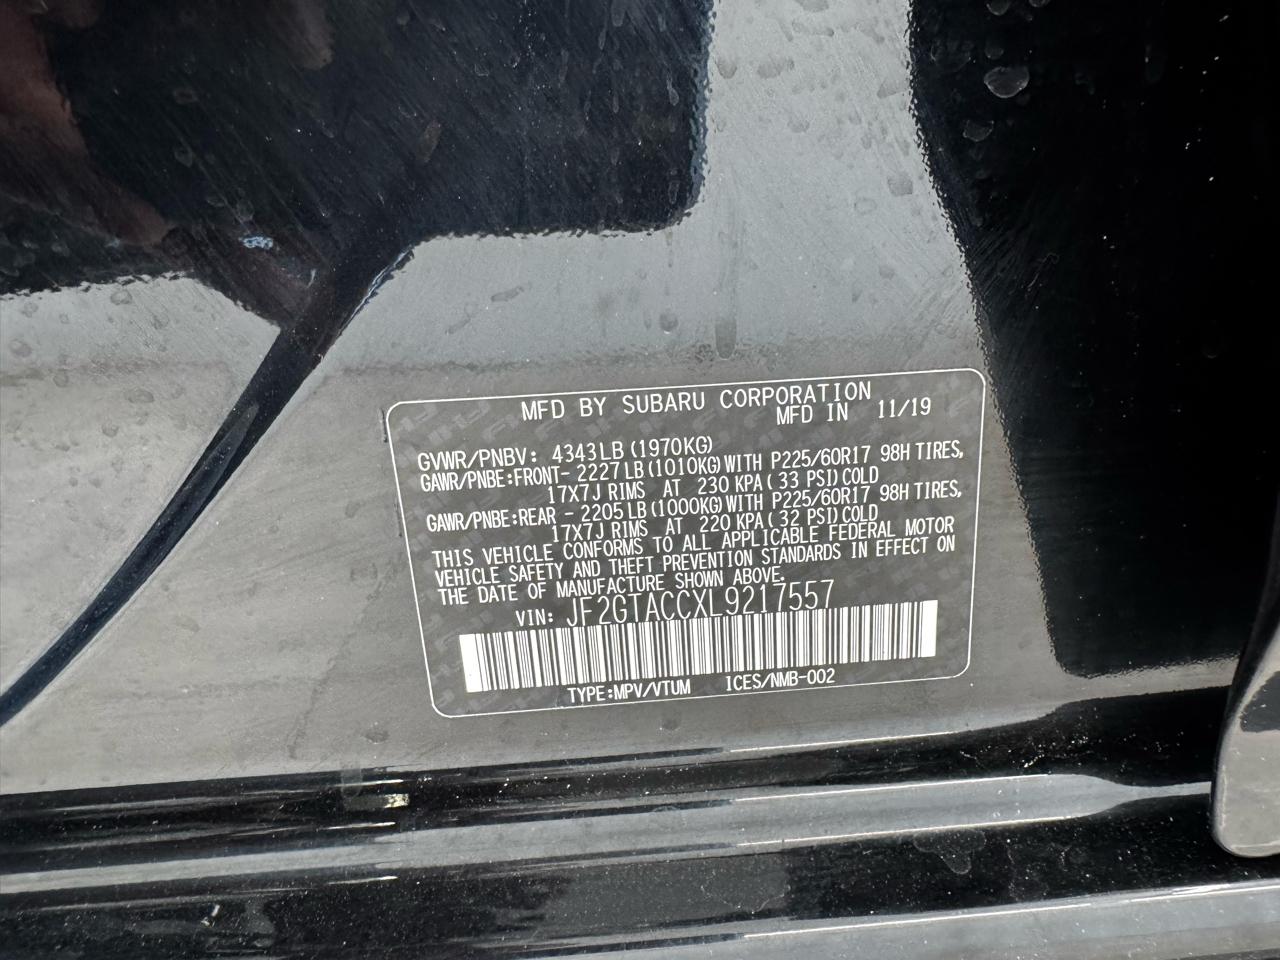 MFD BY SUBARU CORPORATION
MFD IN 11/19
GVWR/PNBV: 4343LB(1970KG)
GAWR/PNBE:FRONT-2227LB(1010KG)WITH P225/60R17 98H TIRES,
17X7J RIMS AT 230 KPA(33 PSI)COLD
GAWR/PNBE:REAR -2205LB(1000KG)WITH P225/60R17 98H TIRES,
17X7J RIMS AT 220 KPA(32 PSI)COLD
THIS VEHICLE CONFORMS TO ALL APPLICABLE FEDERAL MOTOR
VEHICLE SAFETY AND THEFT PREVENTION STANDARDS IN EFFECT ON
THE DATE OF MANUFACTURE SHOWN ABOVE.
VIN: JF2GTACCXL9217557
TYPE:MPV/VTUM ICES/NMB-002